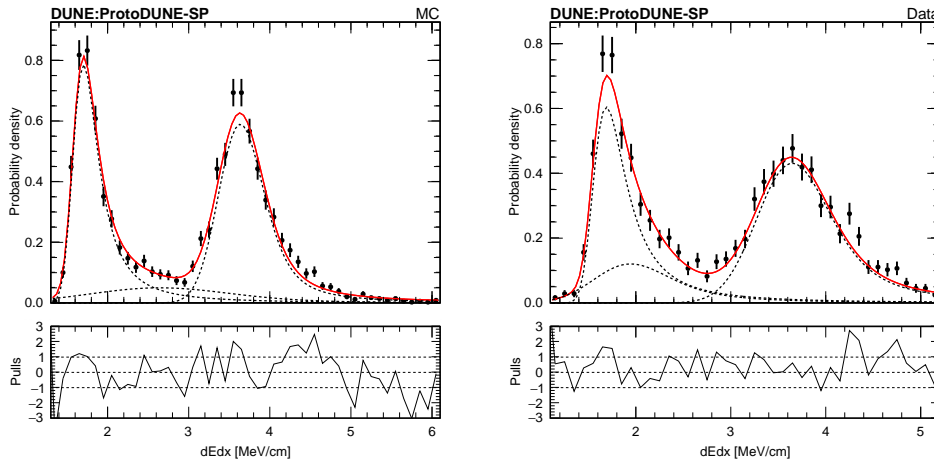 DUNE:ProtoDUNE-SP MC
Probability density
0.8
0.6
0.4
0.2
0.0
Pulls
3
2
1
0
−1
−2
−3
2 3 4 5 6
dEdx [MeV/cm]
DUNE:ProtoDUNE-SP Data
Probability density
0.8
0.6
0.4
0.2
0.0
Pulls
3
2
1
0
−1
−2
−3
2 3 4 5
dEdx [MeV/cm]